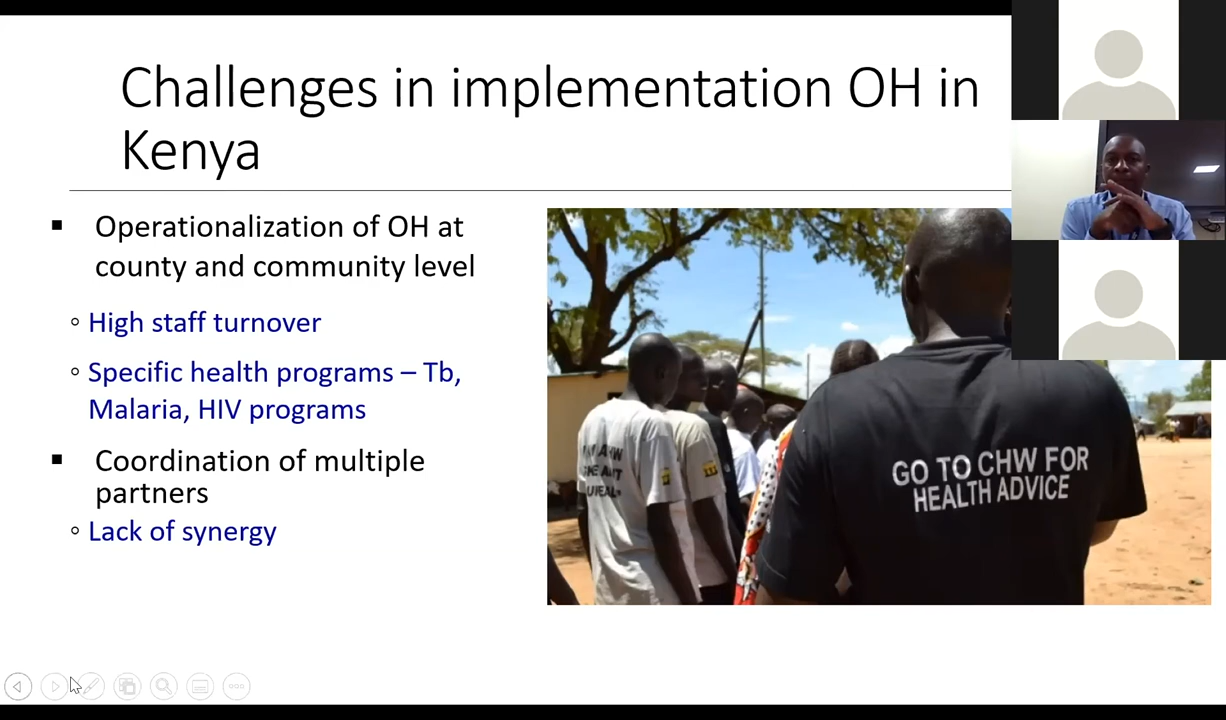 Challenges in implementation OH in
Kenya
▪ Operationalization of OH at
county and community level
◦ High staff turnover
◦ Specific health programs – Tb,
Malaria, HIV programs
▪ Coordination of multiple
partners
◦ Lack of synergy
GO TO CHW FOR
HEALTH ADVICE